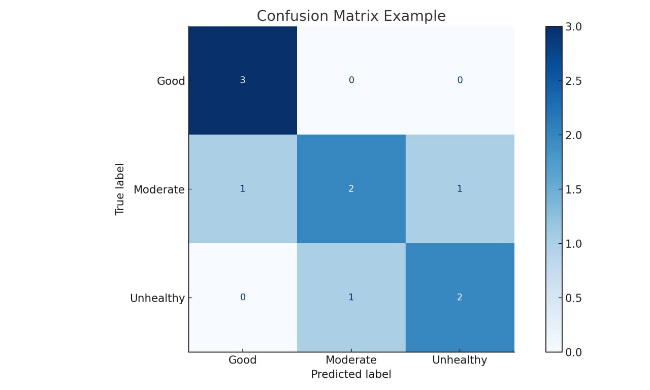 Confusion Matrix Example
3.0
Good 3 0 0
2.5
2.0
True label
Moderate 1 2 1
1.5
1.0
Unhealthy 0 1 2
0.5
0.0
Good Moderate Unhealthy
Predicted label